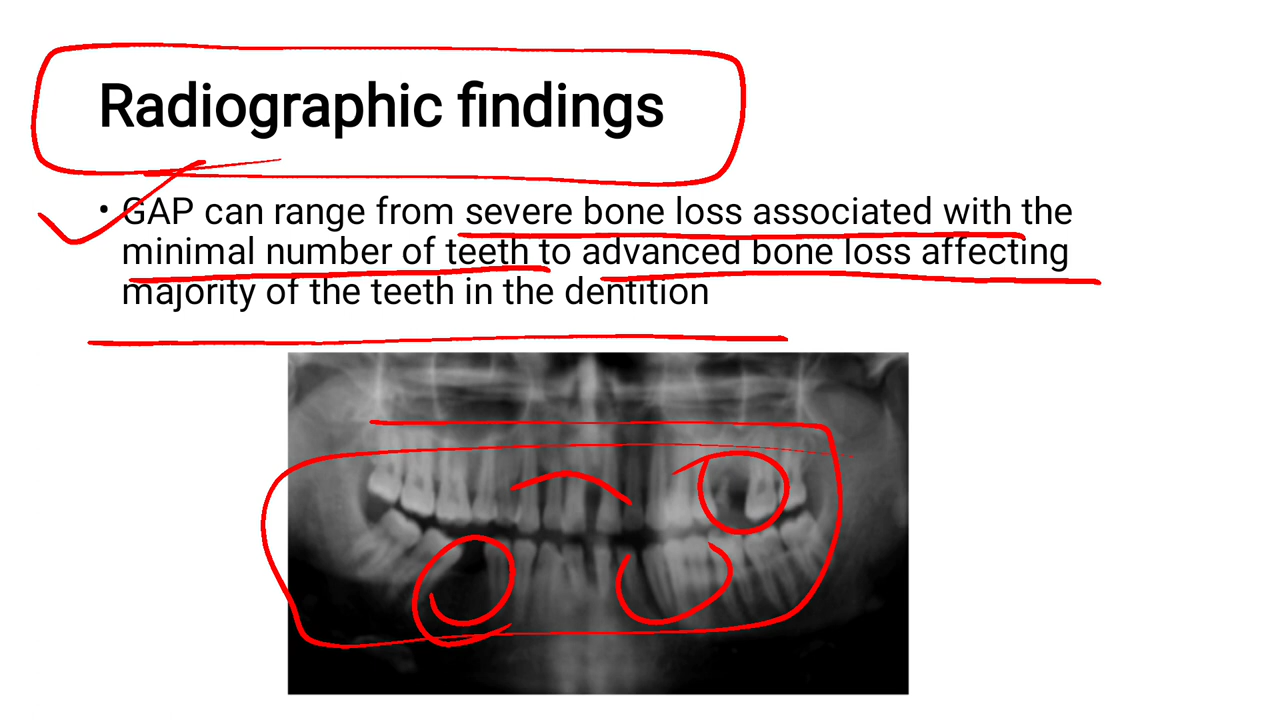 Radiographic findings
• GAP can range from severe bone loss associated with the
minimal number of teeth to advanced bone loss affecting
majority of the teeth in the dentition